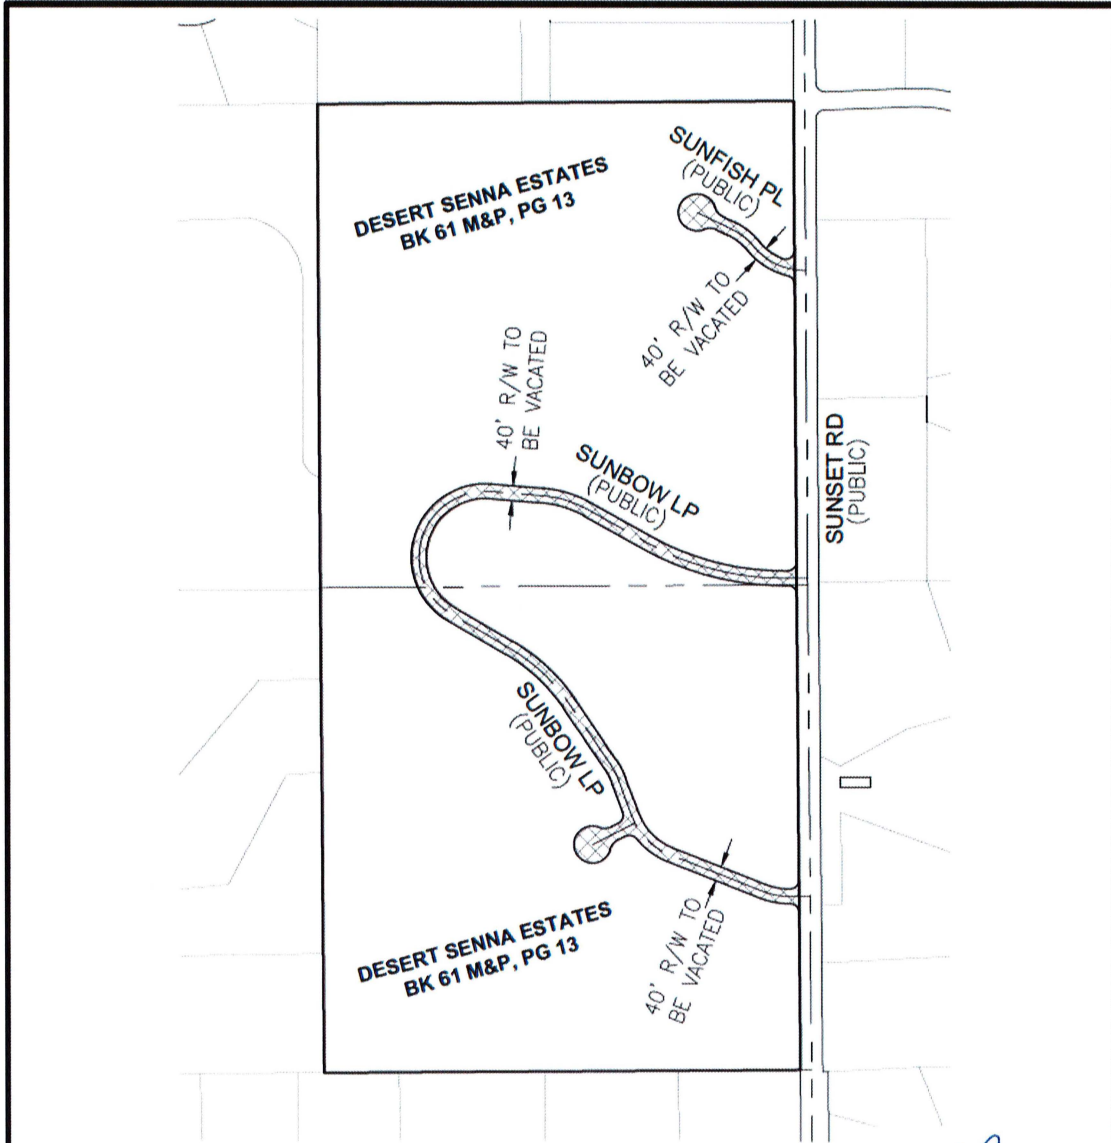 SUNFISH PL
(PUBLIC)
DESERT SENNA ESTATES
BK 61 M&P, PG 13
40' R/W TO
BE VACATED
40' R/W TO
BE VACATED
SUNBOW LP
(PUBLIC)
SUNSET RD
(PUBLIC)
SUNBOW LP
(PUBLIC)
DESERT SENNA ESTATES
BK 61 M&P, PG 13
40' R/W TO
BE VACATED